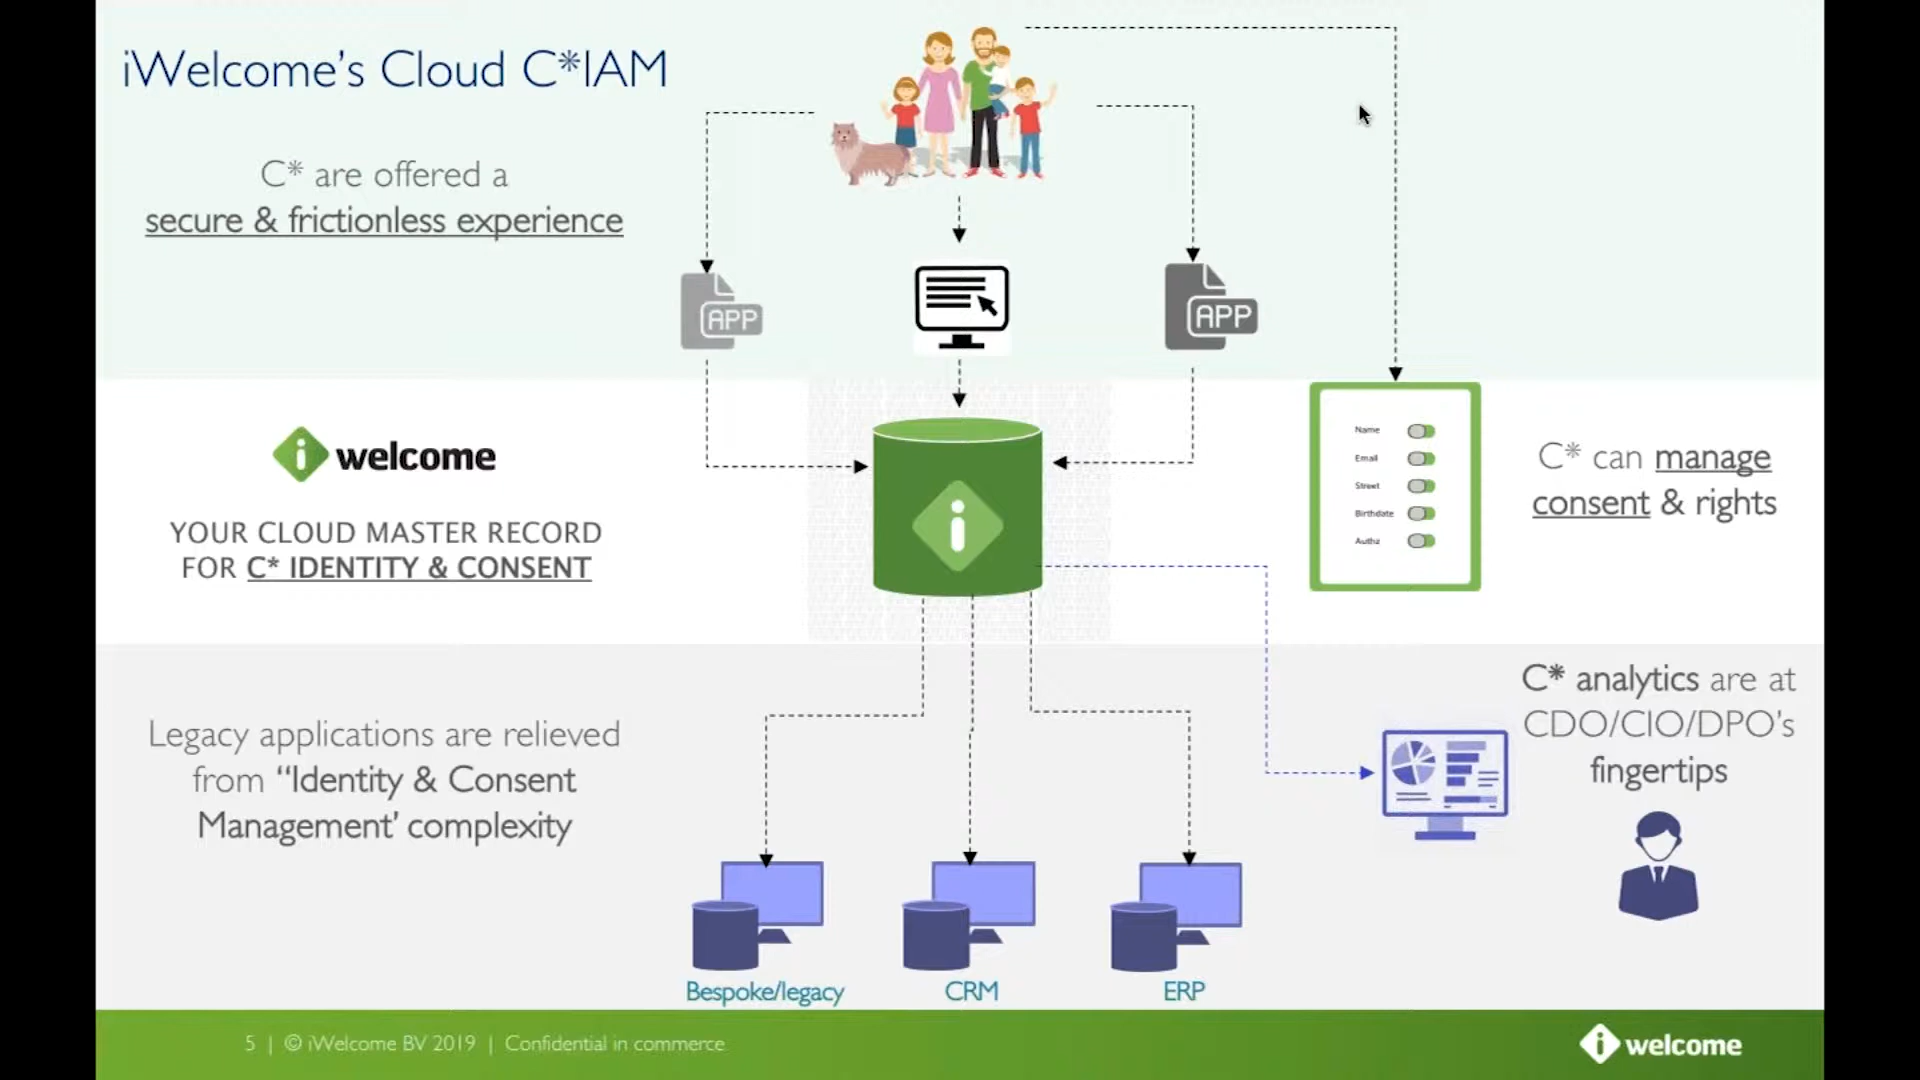 iWelcome’s Cloud C*IAM
C* are offered a
secure & frictionless experience
APP
APP
i welcome
YOUR CLOUD MASTER RECORD
FOR C* IDENTITY & CONSENT
i
Name
Email
Street
Birthdate
Authz
C* can manage
consent & rights
Legacy applications are relieved
from “Identity & Consent
Management’ complexity
C* analytics are at
CDO/CIO/DPO’s
fingertips
Bespoke/legacy
CRM
ERP
5 | © iWelcome BV 2019 | Confidential in commerce
i welcome